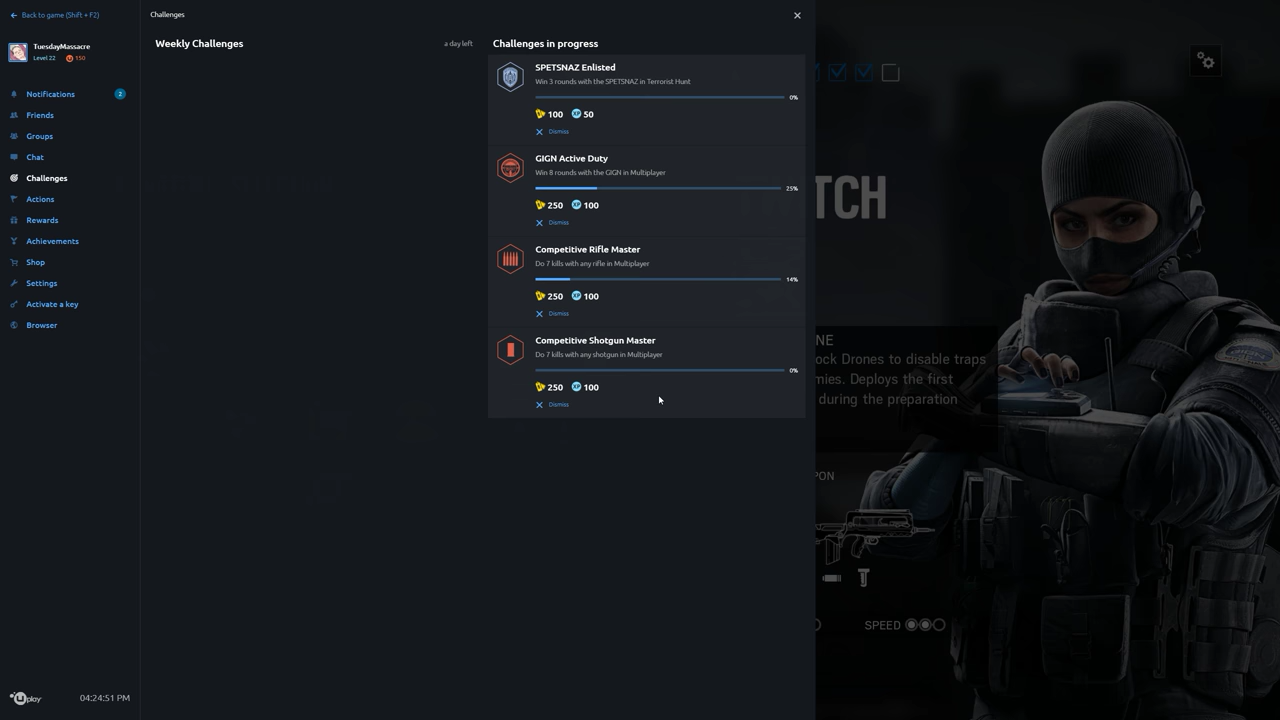 Back to game (Shift + F2)
TuesdayMassacre
Level 22 150
Notifications 2
Friends
Groups
Chat
Challenges
Actions
Rewards
Achievements
Shop
Settings
Activate a key
Browser
uplay 04:24:51 PM
Challenges
Weekly Challenges a day left
Challenges in progress
SPETSNAZ Enlisted
Win 3 rounds with the SPETSNAZ in Terrorist Hunt
0%
100 XP 50
Dismiss
GIGN Active Duty
Win 8 rounds with the GIGN in Multiplayer
25%
250 XP 100
Dismiss
Competitive Rifle Master
Do 7 kills with any rifle in Multiplayer
14%
250 XP 100
Dismiss
Competitive Shotgun Master
Do 7 kills with any shotgun in Multiplayer
0%
250 XP 100
Dismiss
TCH
NE
ock Drones to disable traps
mies. Deploys the first
during the preparation
PON
SPEED